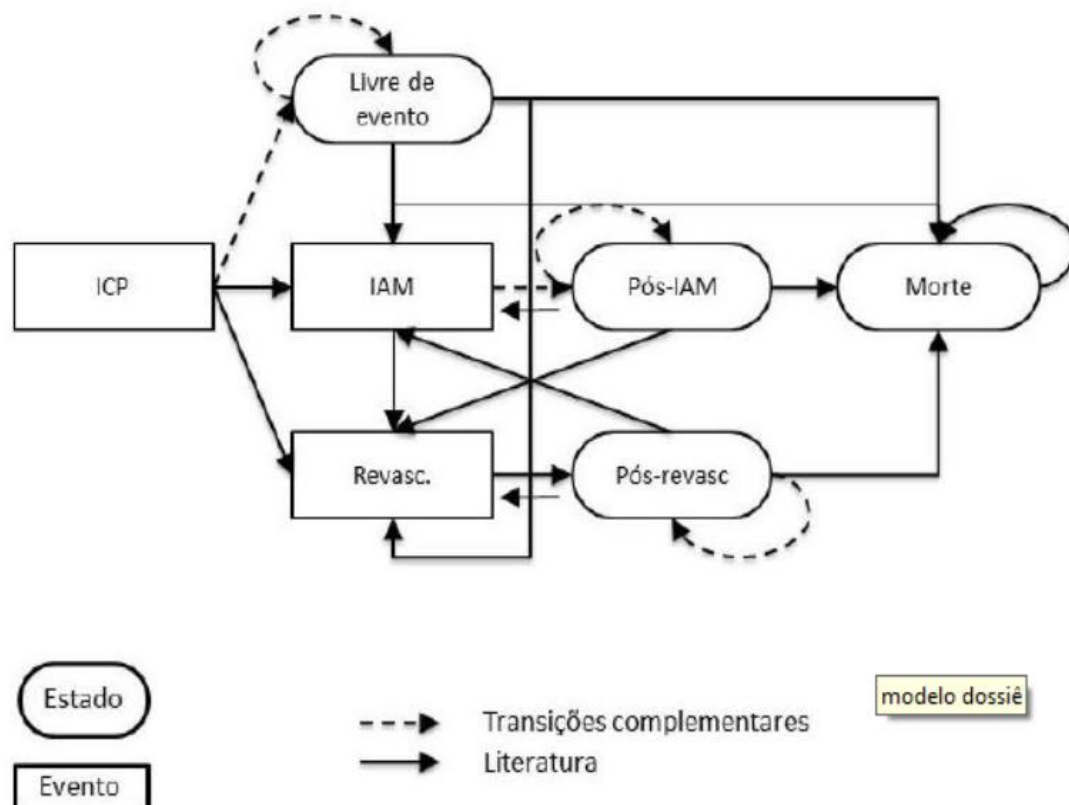 Livre de
evento
ICP
IAM
Pós-IAM
Morte
Revasc.
Pós-revasc
Estado
Evento
Transições complementares
Literatura
modelo dossiê